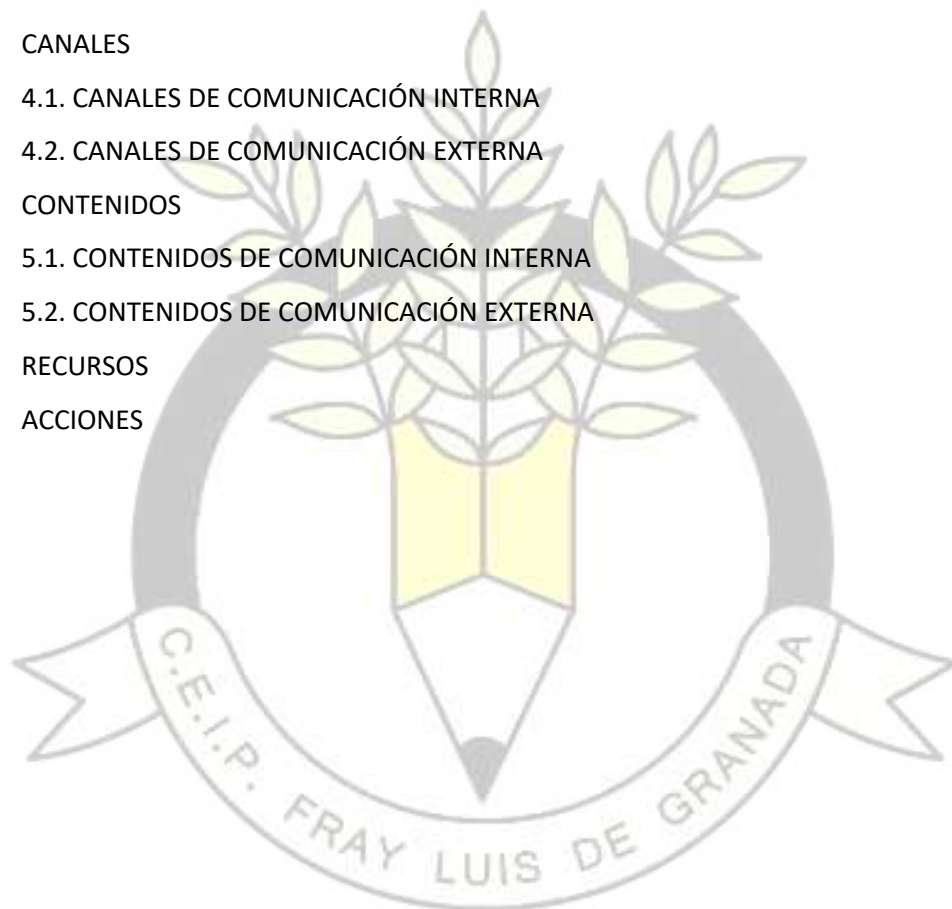 CANALES
4.1. CANALES DE COMUNICACIÓN INTERNA
4.2. CANALES DE COMUNICACIÓN EXTERNA
CONTENIDOS
5.1. CONTENIDOS DE COMUNICACIÓN INTERNA
5.2. CONTENIDOS DE COMUNICACIÓN EXTERNA
RECURSOS
ACCIONES
C.E.I.P. FRAY LUIS DE GRANADA